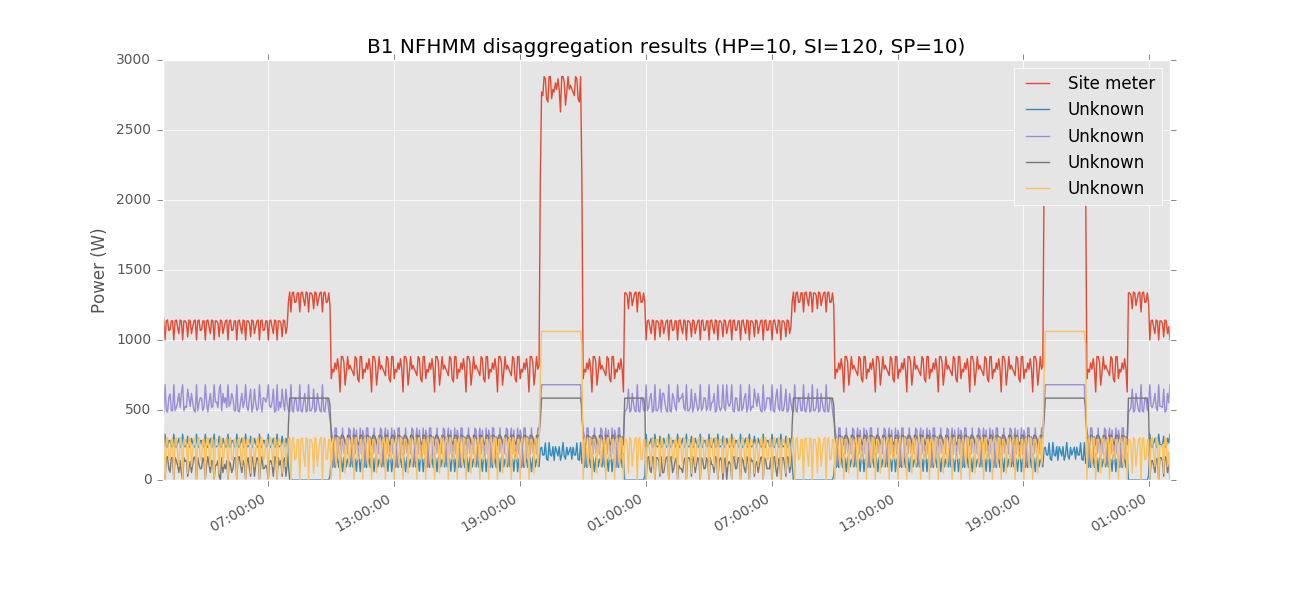 B1 NFHMM disaggregation results (HP=10, SI=120, SP=10)
3000
2500
2000
1500
1000
500
0
Power (W)
Site meter
Unknown
Unknown
Unknown
Unknown
07:00:00
13:00:00
19:00:00
01:00:00
07:00:00
13:00:00
19:00:00
01:00:00